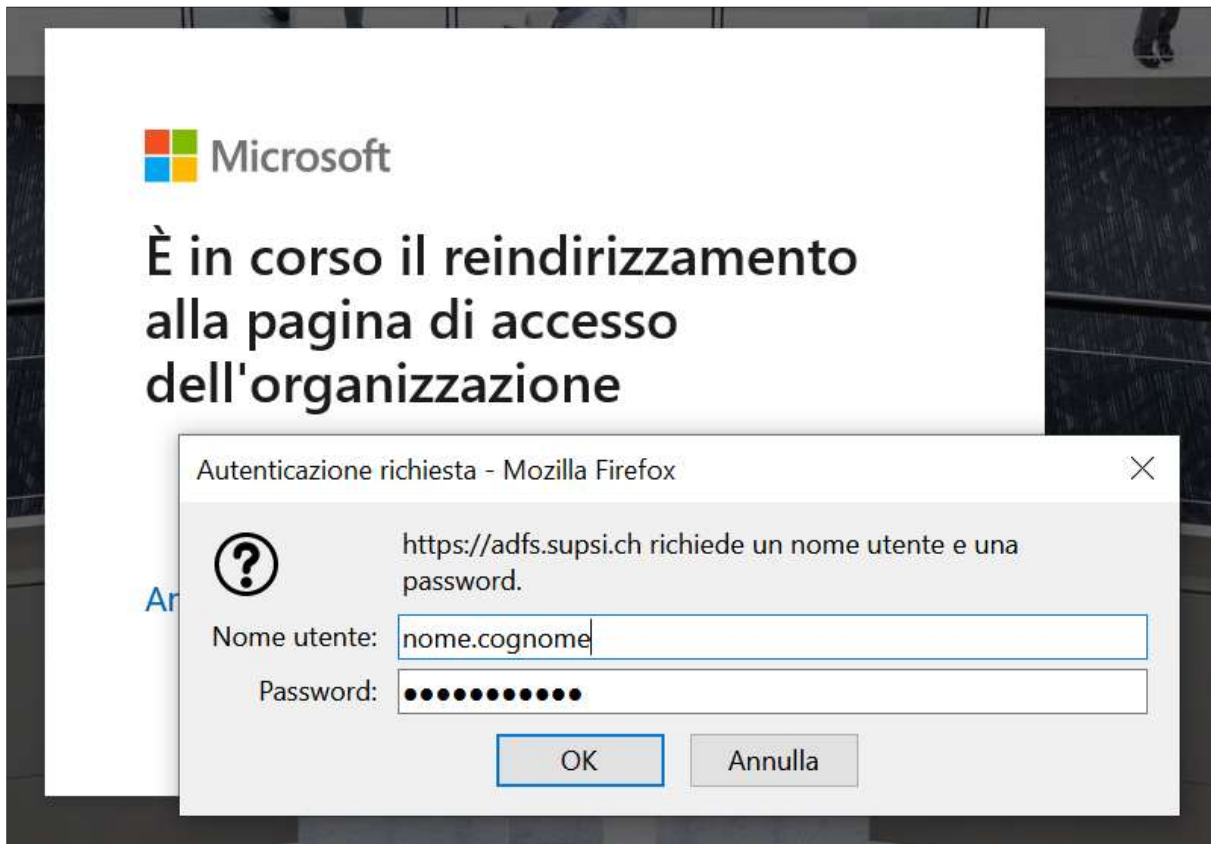 Microsoft
È in corso il reindirizzamento
alla pagina di accesso
dell'organizzazione
Autenticazione richiesta - Mozilla Firefox
https://adfs.supsi.ch richiede un nome utente e una
password.
Nome utente: nome.cognome
Password: •••••••••••
OK Annulla